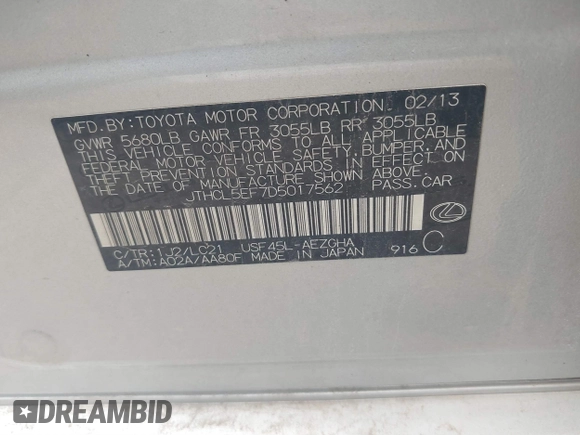 MFD.BY:TOYOTA MOTOR CORPORATION 02/13
GVWR 5680LB GAWR FR 3055LB RR 3055LB
THIS VEHICLE CONFORMS TO ALL APPLICABLE
FEDERAL MOTOR VEHICLE SAFETY,BUMPER,AND
THEFT PREVENTION STANDARDS IN EFFECT ON
THE DATE OF MANUFACTURE SHOWN ABOVE.
JTHCL5EF7D5017562 PASS.CAR
C/TR:1J2/LC21 USF45L-AEZGHA
A/TM:A02A/AA80F MADE IN JAPAN 916 C
DREAMBID